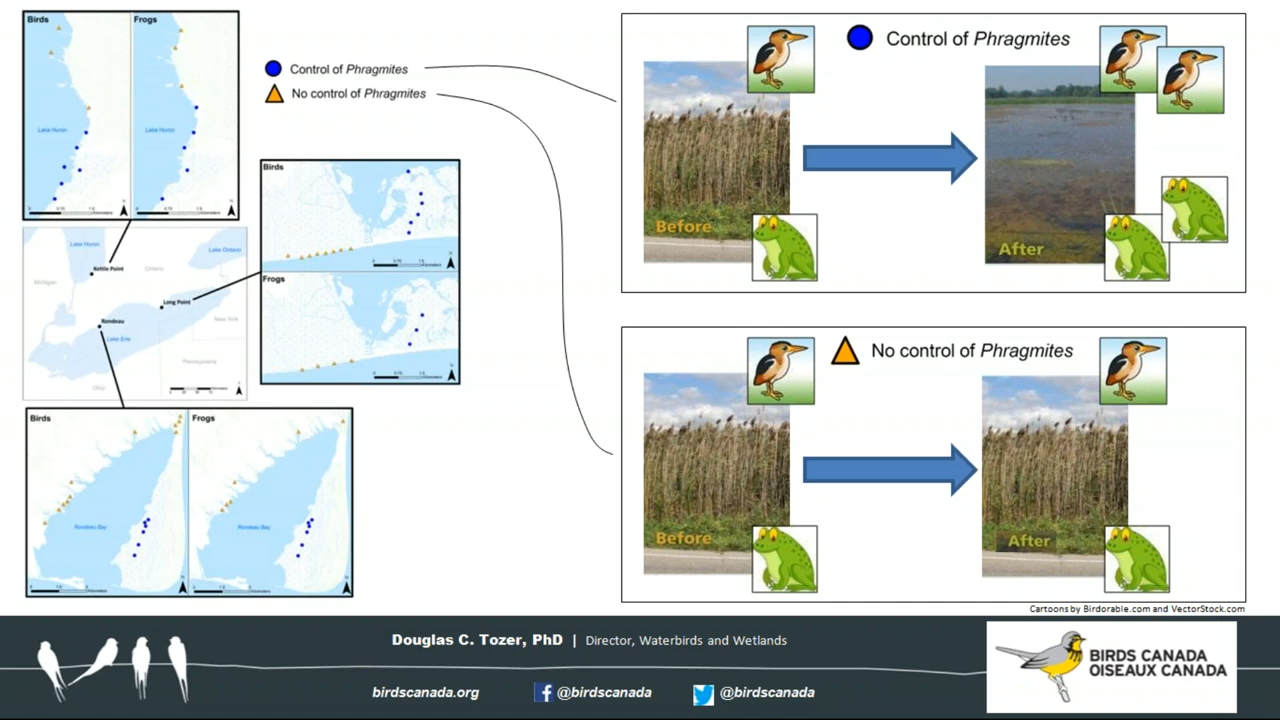 Birds
Frogs
Lake Huron
Lake Huron
Control of Phragmites
No control of Phragmites
Birds
Frogs
Lake Huron
Lake Ontario
Kettle Point
Ontario
Michigan
Long Point
Rondeau
New York
Lake Erie
Pennsylvania
Ohio
Birds
Frogs
Rondeau Bay
Rondeau Bay
Control of Phragmites
Before
After
No control of Phragmites
Before
After
Cartoons by Birdorable.com and VectorStock.com
Douglas C. Tozer, PhD | Director, Waterbirds and Wetlands
birdscanada.org
@birdscanada
@birdscanada
BIRDS CANADA
OISEAUX CANADA